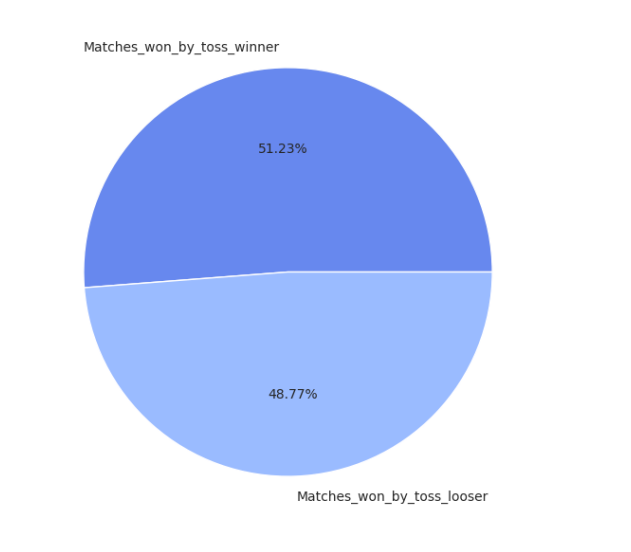 Matches_won_by_toss_winner
51.23%
48.77%
Matches_won_by_toss_looser